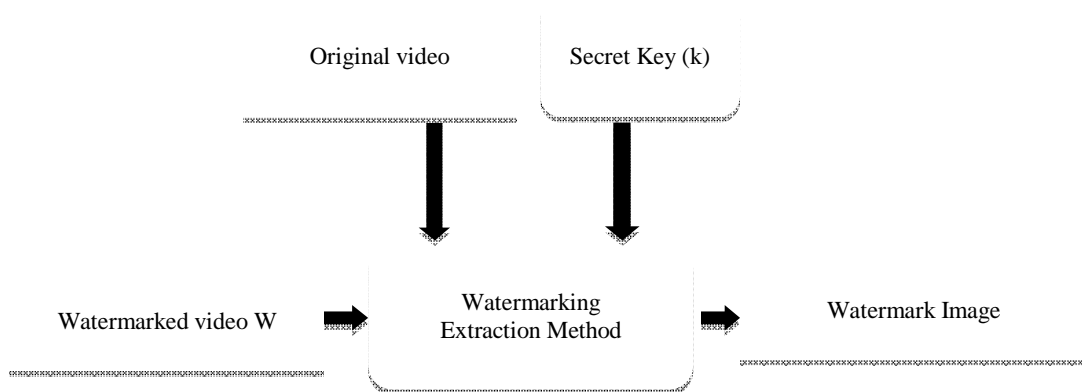 Original video
Secret Key (k)
Watermarked video W
Watermarking
Extraction Method
Watermark Image